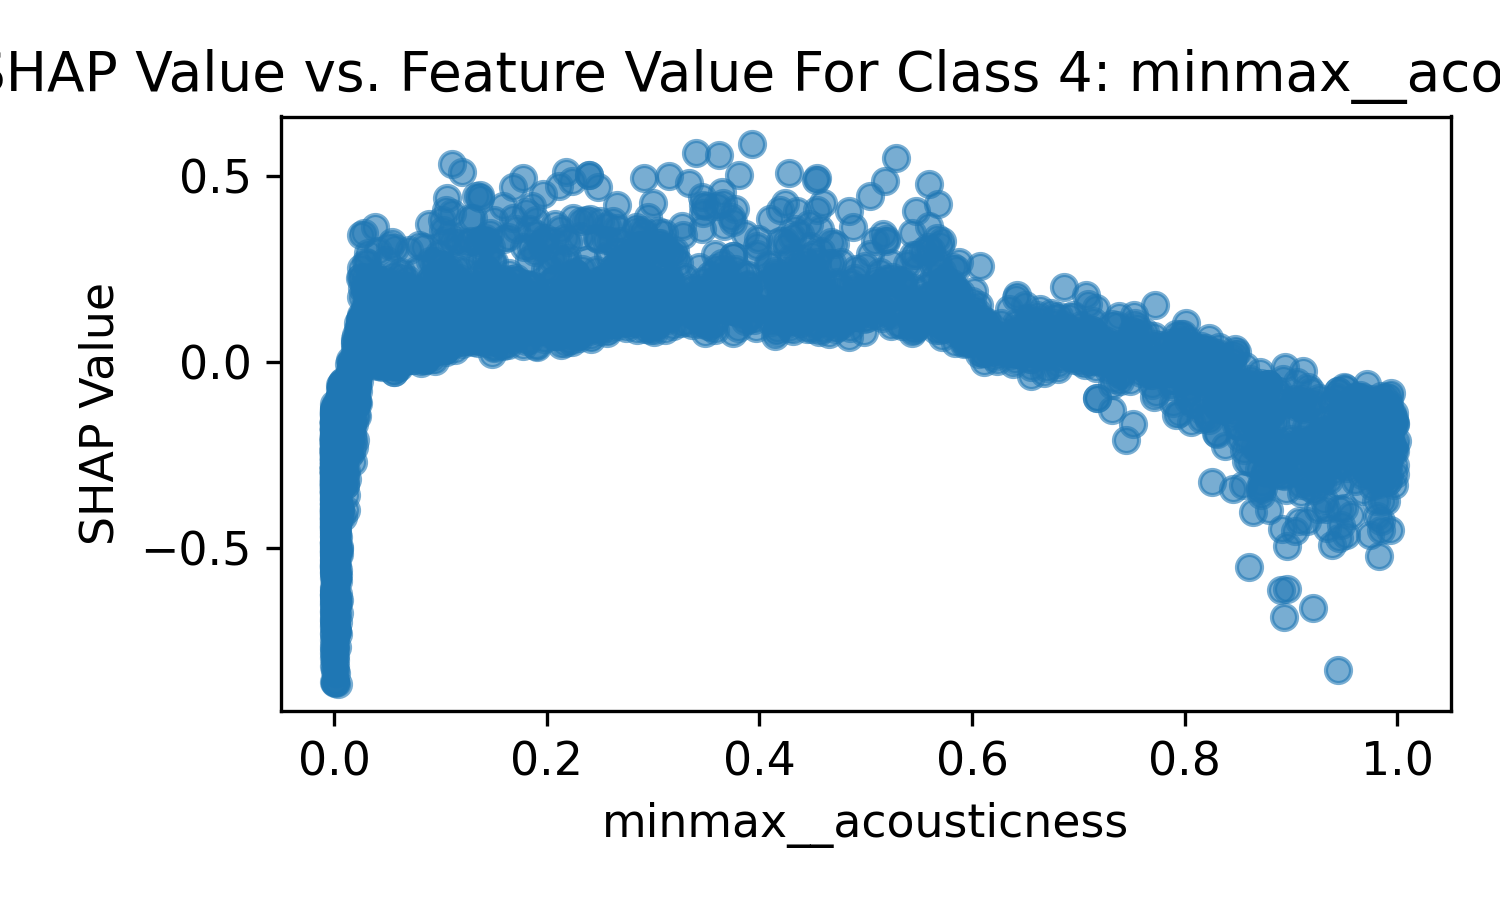 SHAP Value vs. Feature Value For Class 4: minmax__aco
0.5
0.0
−0.5
SHAP Value
0.0 0.2 0.4 0.6 0.8 1.0
minmax__acousticness